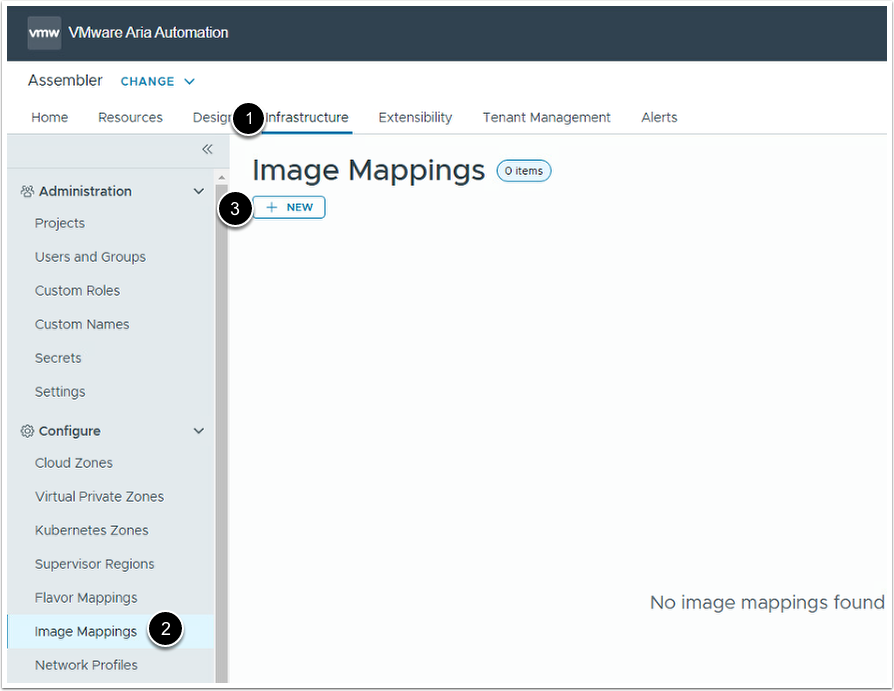 vmw VMware Aria Automation
Assembler CHANGE
Home Resources Design 1 Infrastructure Extensibility Tenant Management Alerts
Image Mappings 0 items
3 + NEW
Administration
Projects
Users and Groups
Custom Roles
Custom Names
Secrets
Settings
Configure
Cloud Zones
Virtual Private Zones
Kubernetes Zones
Supervisor Regions
Flavor Mappings
Image Mappings 2
Network Profiles
No image mappings found